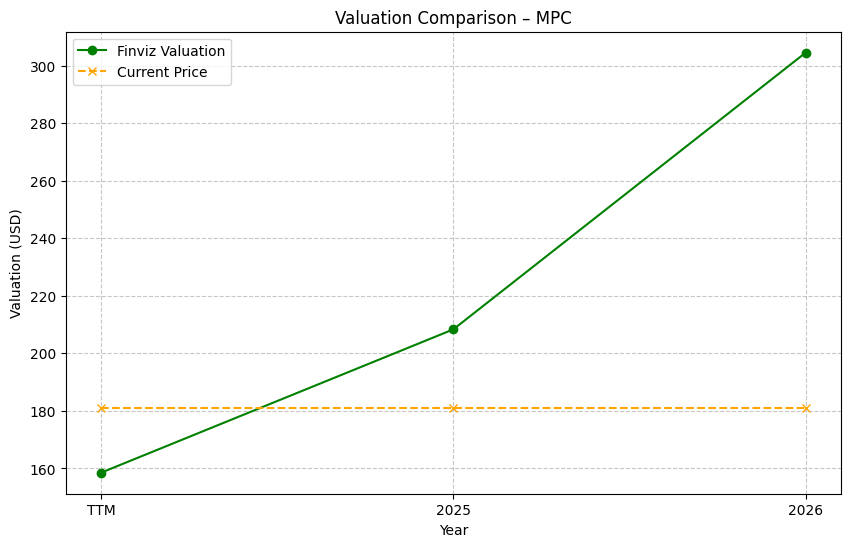 Valuation Comparison – MPC
Finviz Valuation
Current Price
Valuation (USD)
300
280
260
240
220
200
180
160
TTM
2025
2026
Year